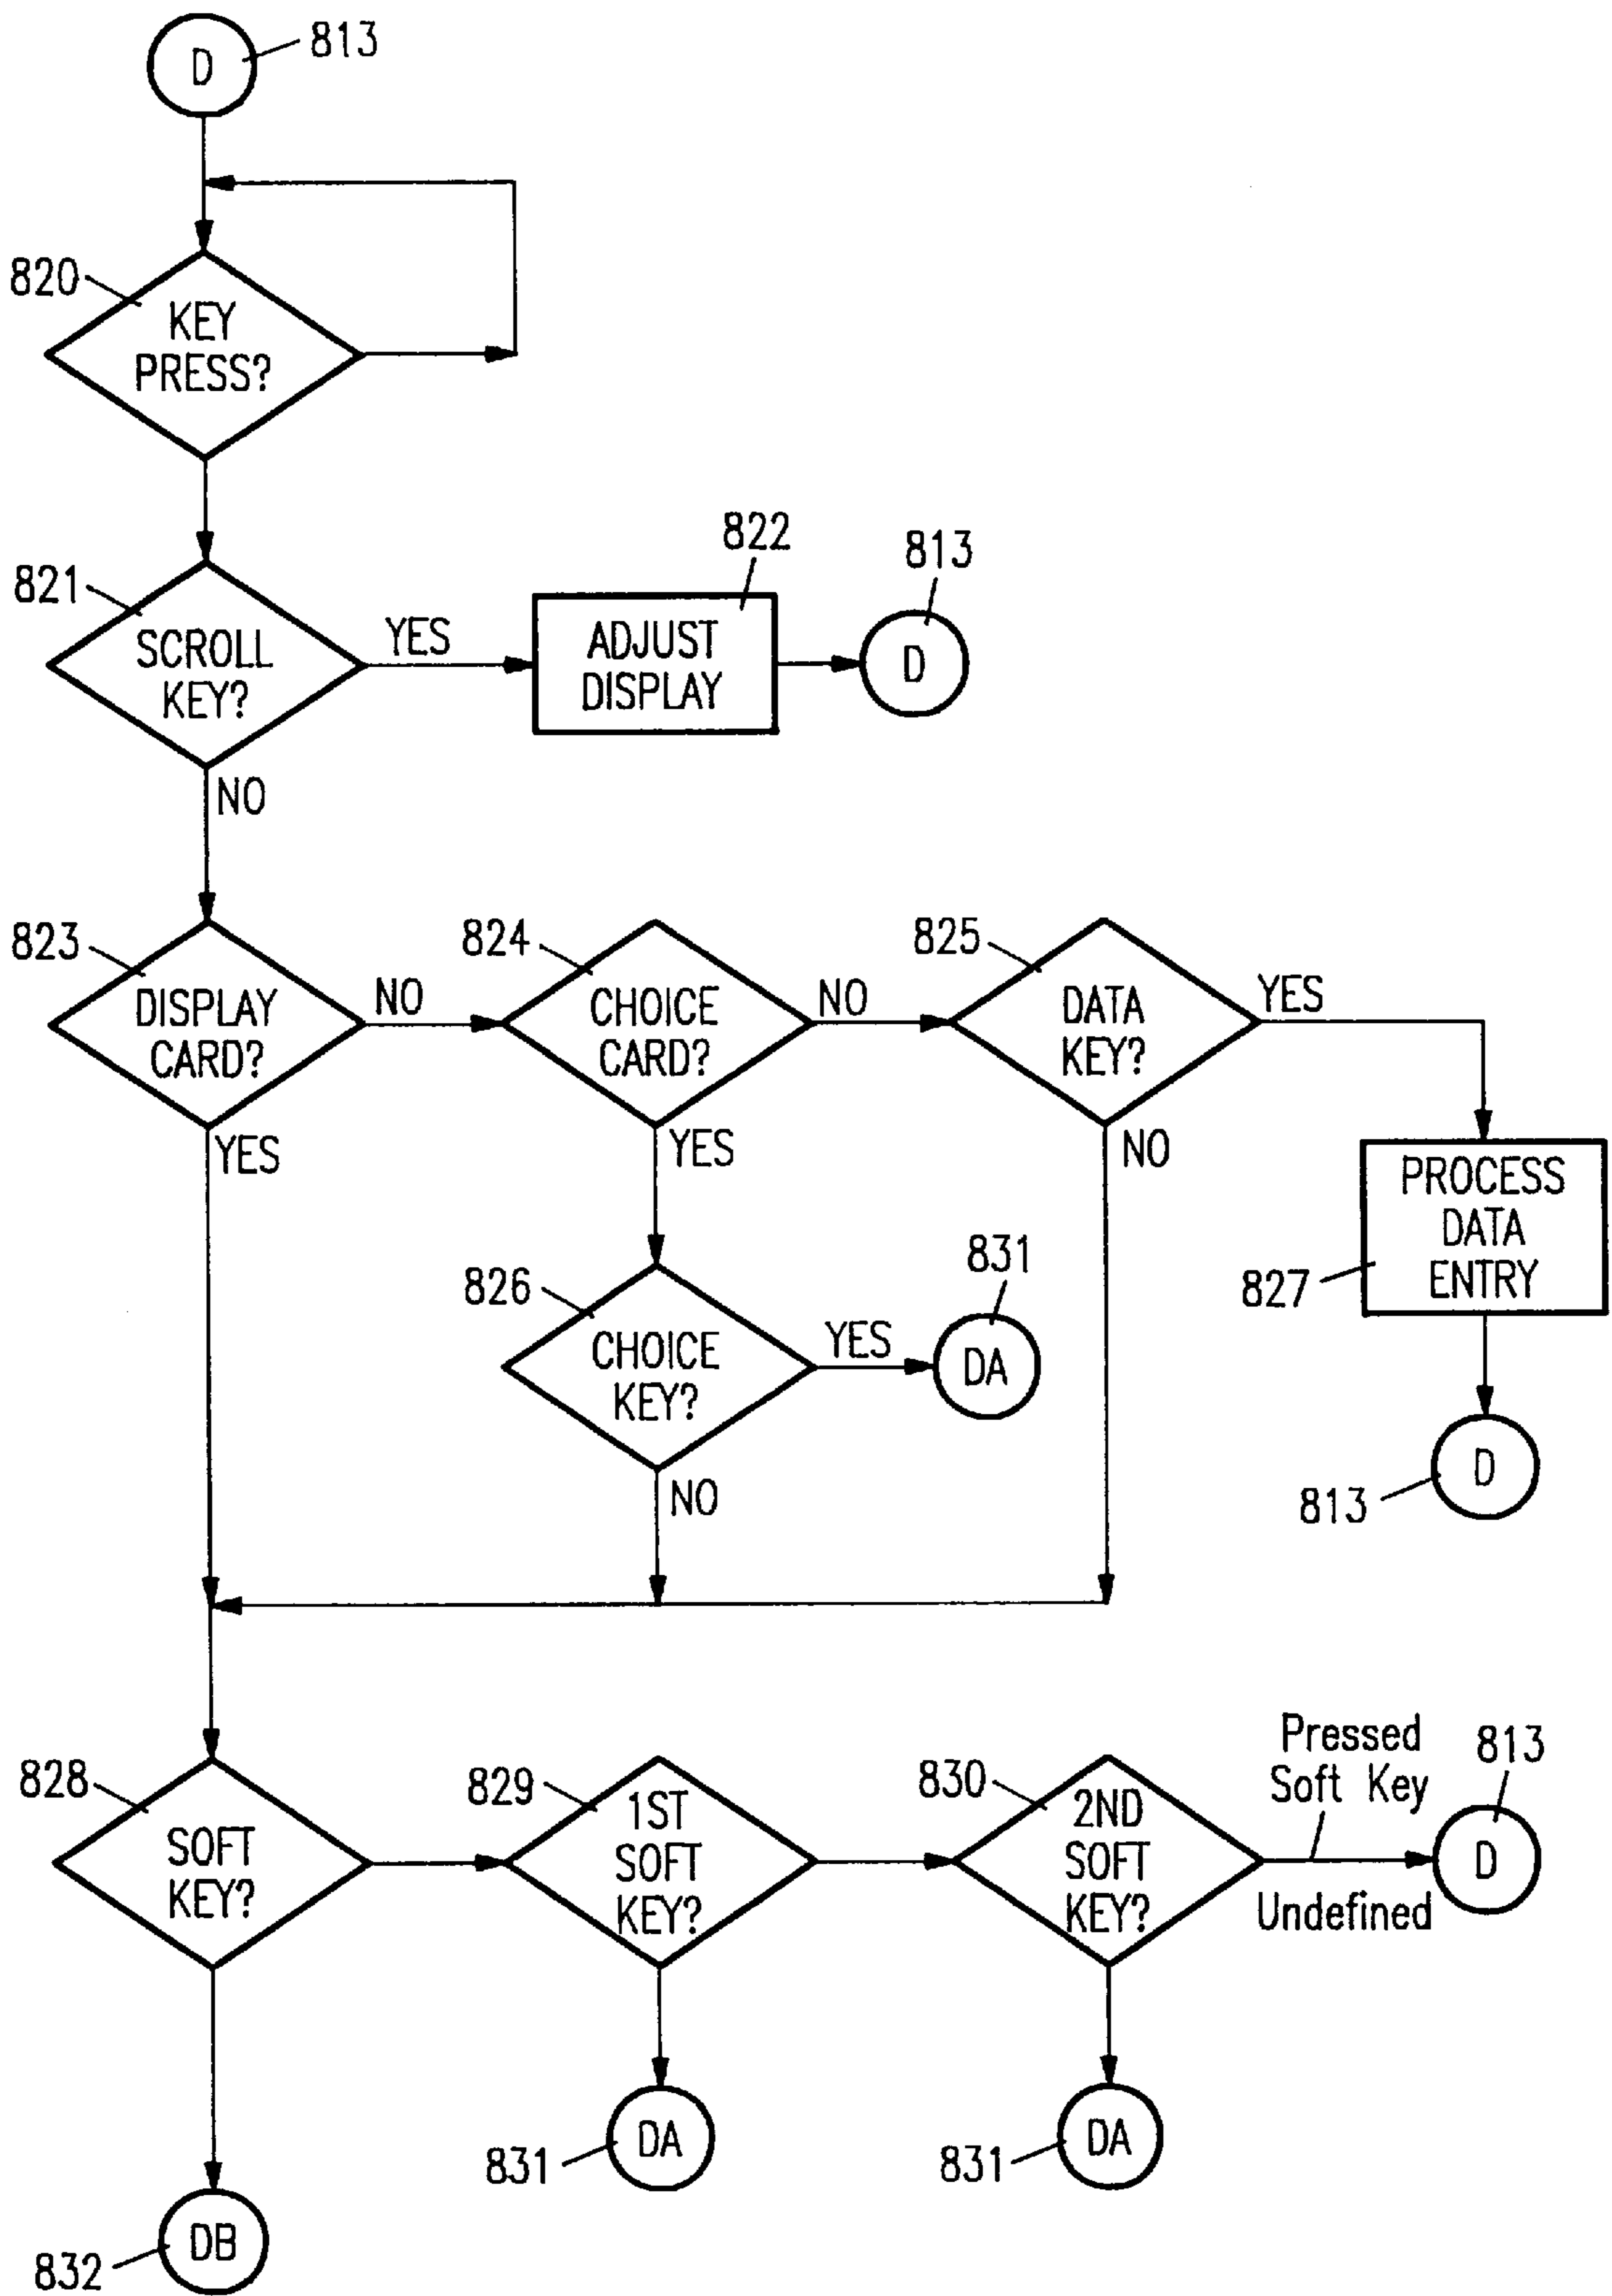 D
813
820
KEY
PRESS?
821
SCROLL
KEY?
YES
NO
822
ADJUST
DISPLAY
813
D
823
DISPLAY
CARD?
NO
YES
824
CHOICE
CARD?
NO
YES
825
DATA
KEY?
YES
NO
PROCESS
DATA
ENTRY
827
826
CHOICE
KEY?
YES
NO
831
DA
D
813
828
SOFT
KEY?
829
1ST
SOFT
KEY?
830
2ND
SOFT
KEY?
Pressed
Soft Key
Undefined
813
D
DA
831
DA
831
DB
832